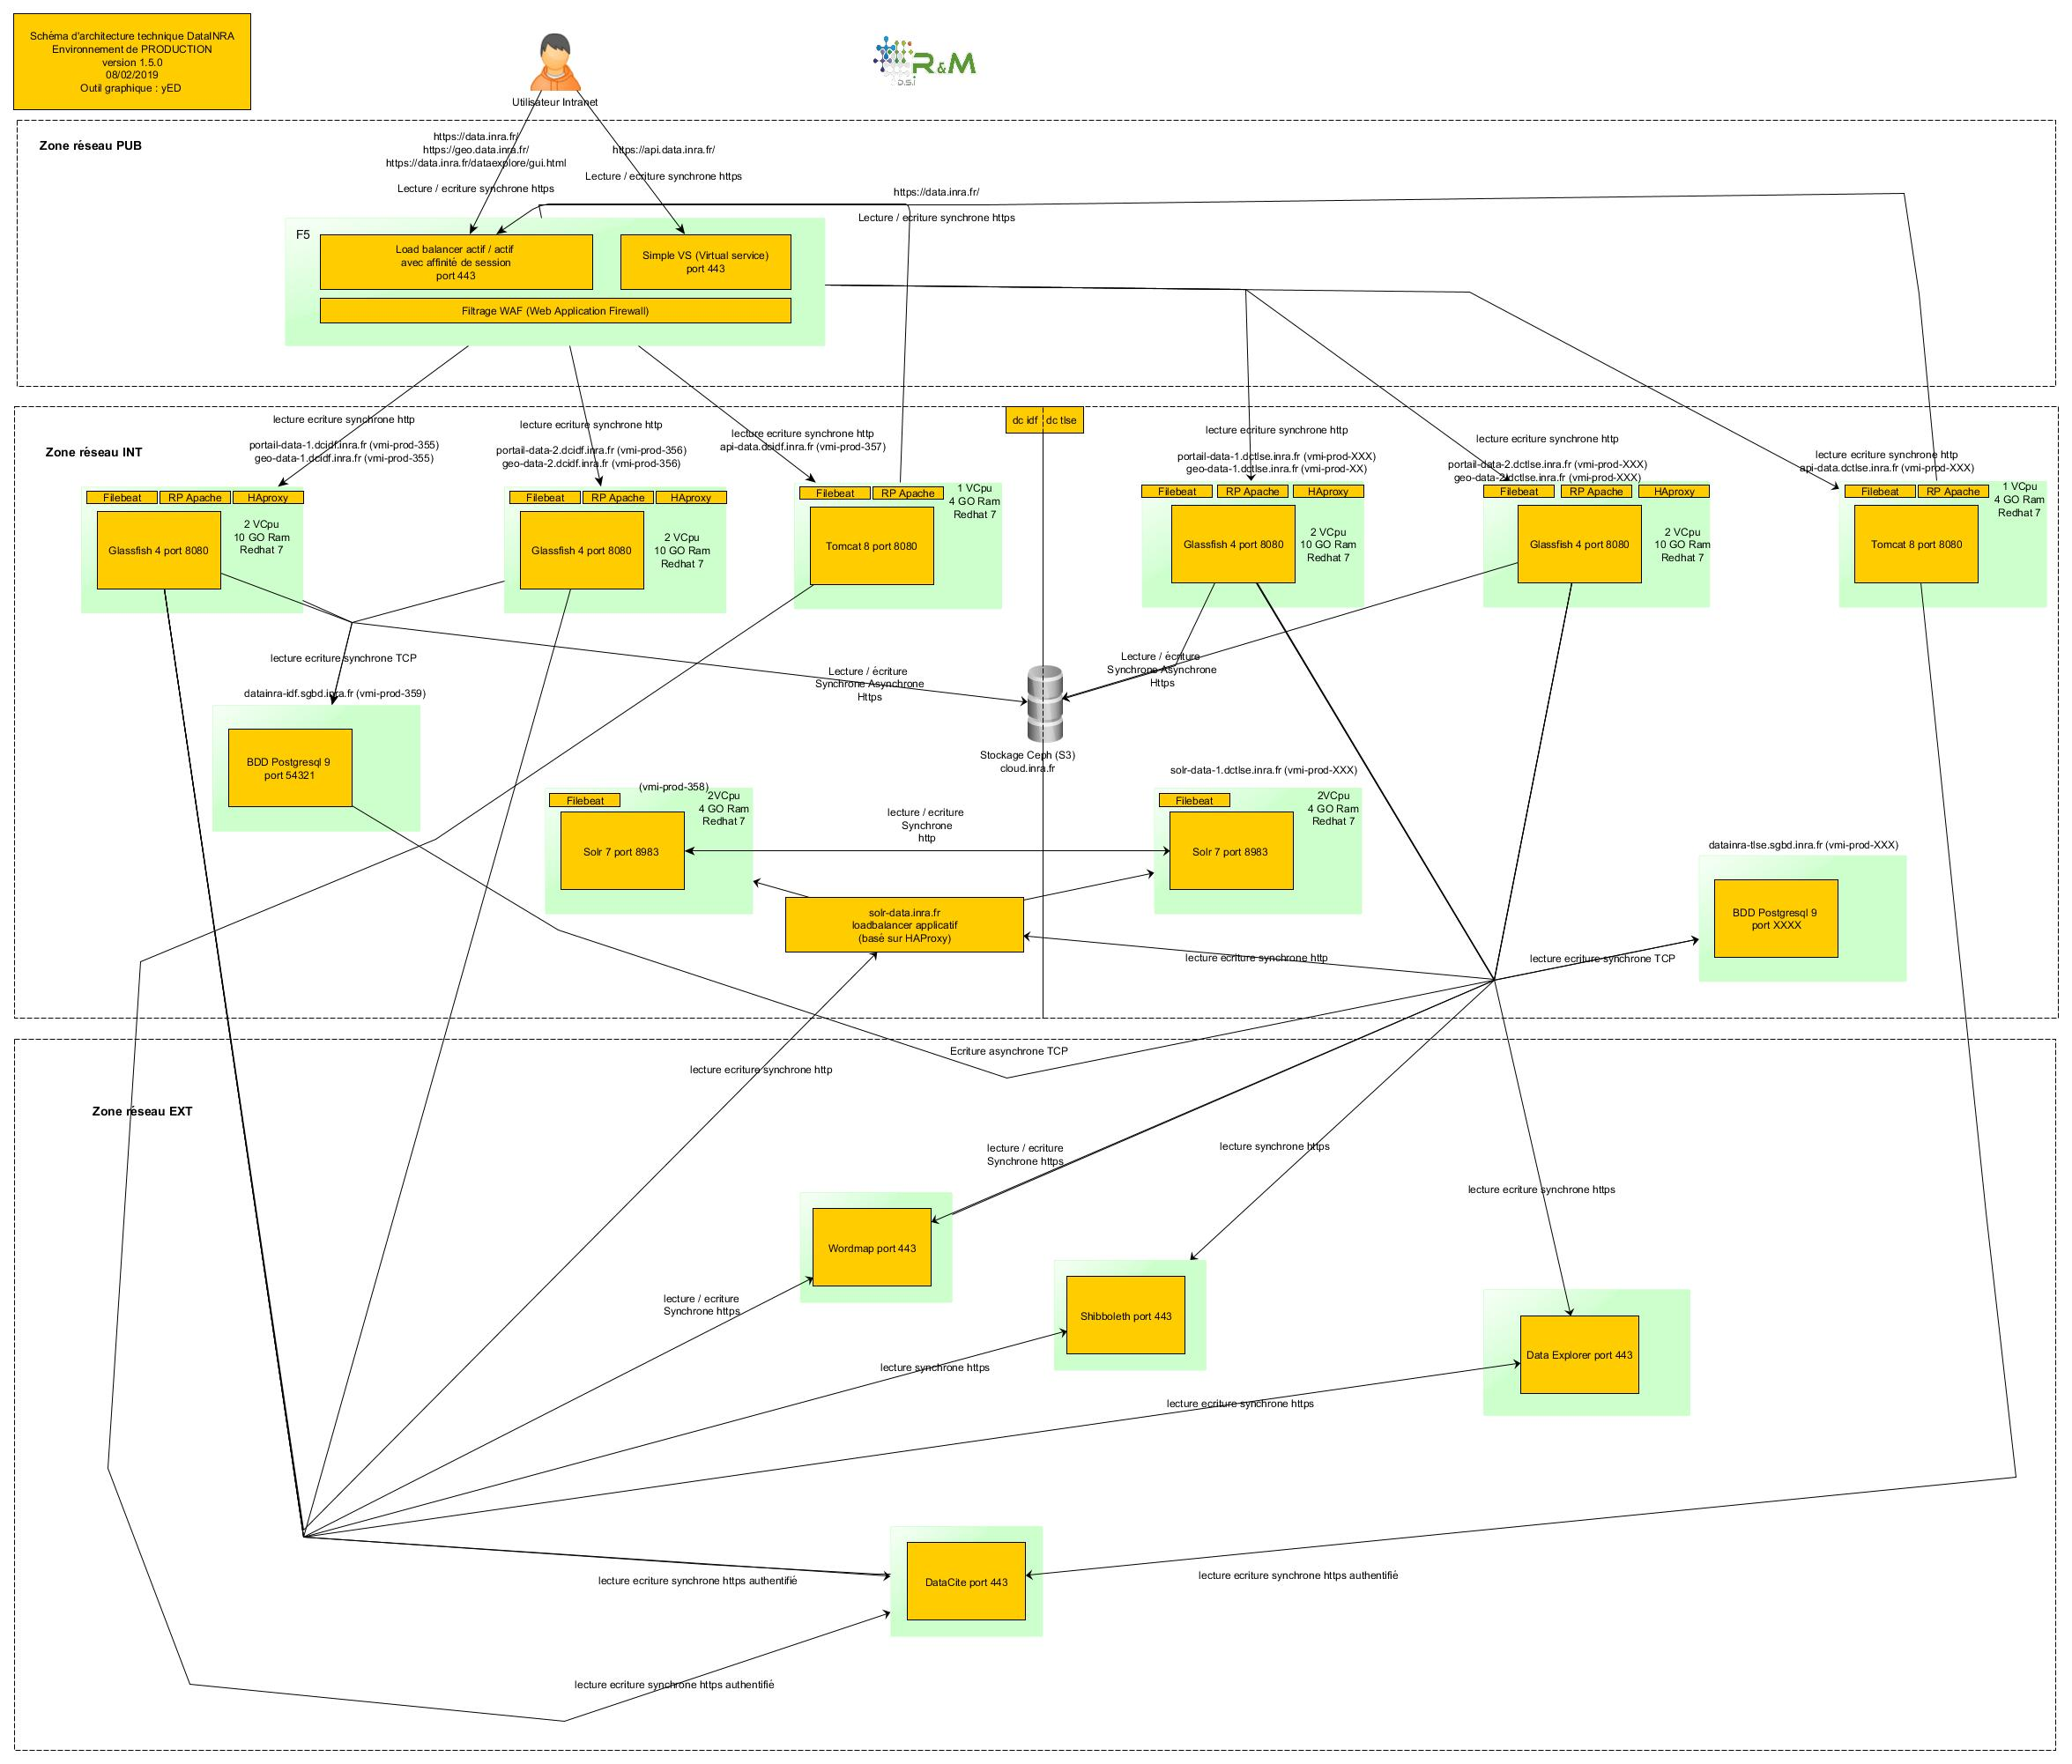 Schéma d'architecture technique DataINRA
Environnement de PRODUCTION
version 1.5.0
08/02/2019
Outil graphique : yED
R&M
D.S.I
Utilisateur Intranet
Zone réseau PUB
https://data.inra.fr/
https://geo.data.inra.fr/
https://data.inra.fr/dataexplore/gui.html
Lecture / ecriture synchrone https
https://api.data.inra.fr/
Lecture / ecriture synchrone https
https://data.inra.fr/
Lecture / ecriture synchrone https
F5
Load balancer actif / actif
avec affinité de session
port 443
Simple VS (Virtual service)
port 443
Filtrage WAF (Web Application Firewall)
Zone réseau INT
dc idf
dc tlse
lecture ecriture synchrone http
portail-data-1.dcidf.inra.fr (vmi-prod-355)
geo-data-1.dcidf.inra.fr (vmi-prod-355)
Filebeat
RP Apache
HAproxy
Glassfish 4 port 8080
2 VCpu
10 GO Ram
Redhat 7
lecture ecriture synchrone http
portail-data-2.dcidf.inra.fr (vmi-prod-356)
geo-data-2.dcidf.inra.fr (vmi-prod-356)
Filebeat
RP Apache
HAproxy
Glassfish 4 port 8080
2 VCpu
10 GO Ram
Redhat 7
lecture ecriture synchrone http
api-data.dcidf.inra.fr (vmi-prod-357)
Filebeat
RP Apache
1 VCpu
4 GO Ram
Redhat 7
Tomcat 8 port 8080
lecture ecriture synchrone http
portail-data-1.dctlse.inra.fr (vmi-prod-XXX)
geo-data-1.dctlse.inra.fr (vmi-prod-XX)
Filebeat
RP Apache
HAproxy
Glassfish 4 port 8080
2 VCpu
10 GO Ram
Redhat 7
lecture ecriture synchrone http
portail-data-2.dctlse.inra.fr (vmi-prod-XXX)
geo-data-2.dctlse.inra.fr (vmi-prod-XXX)
Filebeat
RP Apache
HAproxy
Glassfish 4 port 8080
2 VCpu
10 GO Ram
Redhat 7
lecture ecriture synchrone http
api-data.dctlse.inra.fr (vmi-prod-XXX)
Filebeat
RP Apache
1 VCpu
4 GO Ram
Redhat 7
Tomcat 8 port 8080
lecture ecriture synchrone TCP
datainra-idf.sgbd.inra.fr (vmi-prod-359)
BDD Postgresql 9
port 54321
Lecture / écriture
Synchrone Asynchrone
Https
Lecture / écriture
Synchrone Asynchrone
Https
Stockage Ceph (S3)
cloud.inra.fr
(vmi-prod-358)
Filebeat
2VCpu
4 GO Ram
Redhat 7
Solr 7 port 8983
lecture / ecriture
Synchrone
http
solr-data-1.dctlse.inra.fr (vmi-prod-XXX)
Filebeat
2VCpu
4 GO Ram
Redhat 7
Solr 7 port 8983
datainra-tlse.sgbd.inra.fr (vmi-prod-XXX)
BDD Postgresql 9
port XXXX
solr-data.inra.fr
loadbalancer applicatif
(basé sur HAProxy)
lecture ecriture synchrone http
lecture ecriture synchrone TCP
Ecriture asynchrone TCP
lecture ecriture synchrone http
Zone réseau EXT
lecture / ecriture
Synchrone https
lecture synchrone https
lecture ecriture synchrone https
Wordmap port 443
lecture / ecriture
Synchrone https
Shibboleth port 443
Data Explorer port 443
lecture synchrone https
lecture ecriture synchrone https
lecture ecriture synchrone https authentifié
DataCite port 443
lecture ecriture synchrone https authentifié
lecture ecriture synchrone https authentifié